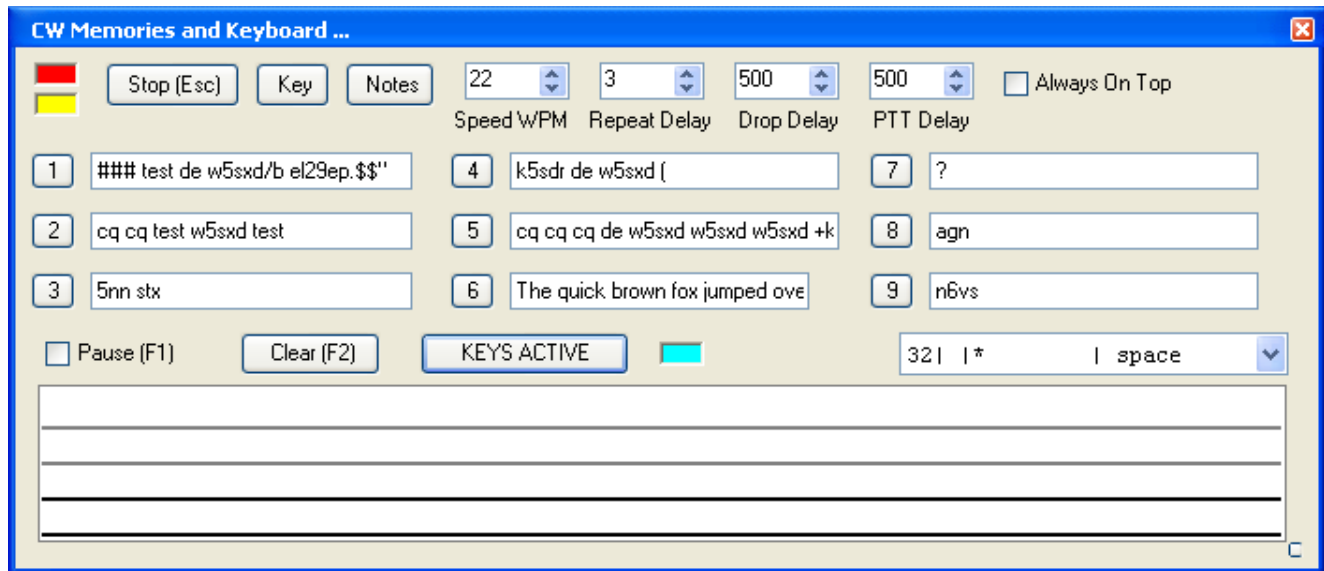 CW Memories and Keyboard ...
Stop (Esc) Key Notes 22 3 500 500 Always On Top
Speed WPM Repeat Delay Drop Delay PTT Delay
1 ### test de w5sxd/b el29ep.$$" 4 k5sdr de w5sxd ( 7 ?
2 cq cq test w5sxd test 5 cq cq cq de w5sxd w5sxd w5sxd +k 8 agn
3 5nn stx 6 The quick brown fox jumped ove 9 n6vs
Pause (F1) Clear (F2) KEYS ACTIVE 32| |* | space